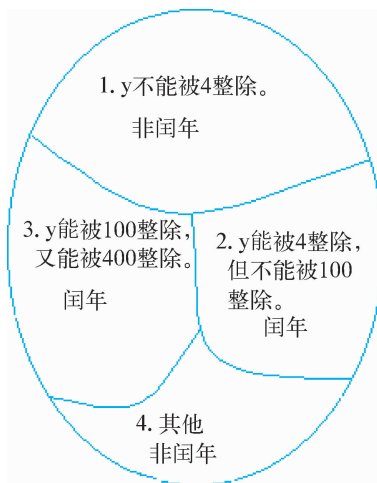 1. y不能被4整除。
非闰年
3. y能被100整除，
又能被400整除。
闰年
2. y能被4整除，
但不能被100
整除。
闰年
4. 其他
非闰年